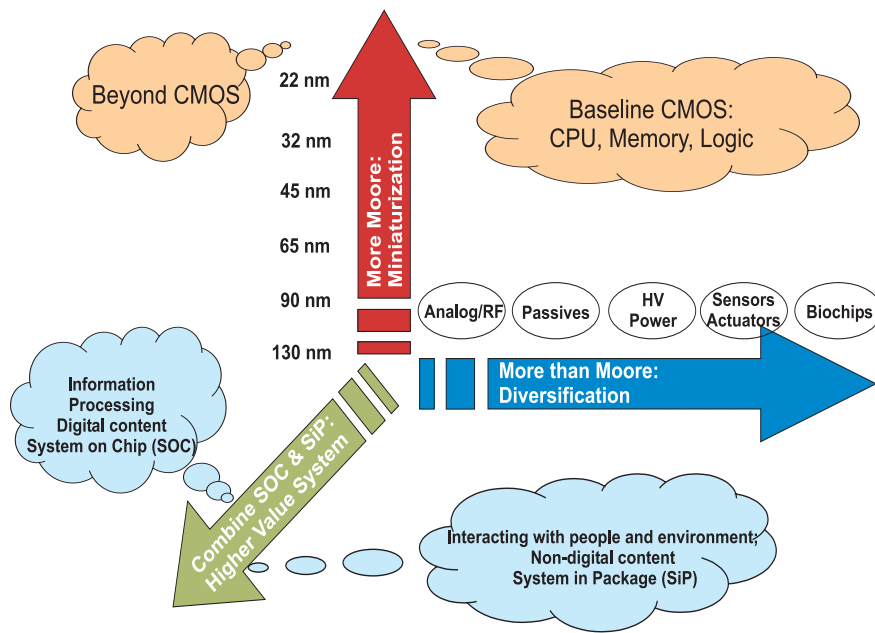 Beyond CMOS
Baseline CMOS:
CPU, Memory, Logic
22 nm
32 nm
45 nm
65 nm
90 nm
130 nm
More Moore:
Miniaturization
Analog/RF
Passives
HV
Power
Sensors
Actuators
Biochips
More than Moore:
Diversification
Information
Processing
Digital content
System on Chip (SOC)
Combine SOC & SiP:
Higher Value System
Interacting with people and environment;
Non-digital content
System in Package (SiP)